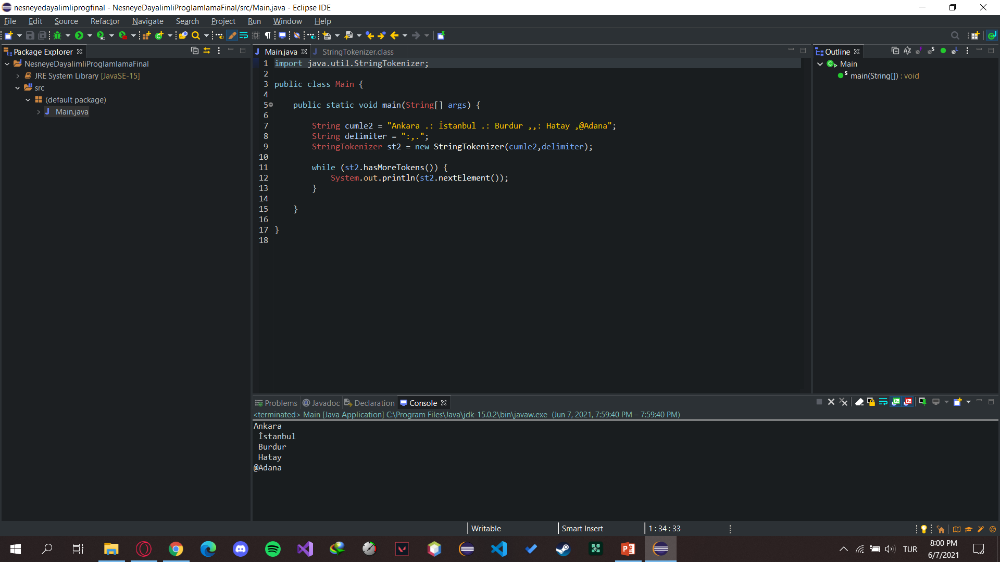 nesneyedayalimliprogfinal - NesneyeDayalimliProglamlamaFinal/src/Main.java - Eclipse IDE
File Edit Source Refactor Navigate Search Project Run Window Help
Package Explorer
NesneyeDayalimliProglamlamaFinal
JRE System Library [JavaSE-15]
src
(default package)
Main.java
Main.java StringTokenizer.class
1 import java.util.StringTokenizer;
2
3 public class Main {
4
5 public static void main(String[] args) {
6
7 String cumle2 = "Ankara .: İstanbul .: Burdur ,,: Hatay ,@Adana";
8 String delimiter = ":,.";
9 StringTokenizer st2 = new StringTokenizer(cumle2,delimiter);
10
11 while (st2.hasMoreTokens()) {
12 System.out.println(st2.nextElement());
13 }
14
15 }
16
17 }
18
Outline
Main
main(String[]) : void
Problems Javadoc Declaration Console
<terminated> Main [Java Application] C:\Program Files\Java\jdk-15.0.2\bin\javaw.exe (Jun 7, 2021, 7:59:40 PM – 7:59:40 PM)
Ankara
İstanbul
Burdur
Hatay
@Adana
Writable Smart Insert 1 : 34 : 33
TUR
8:00 PM
6/7/2021